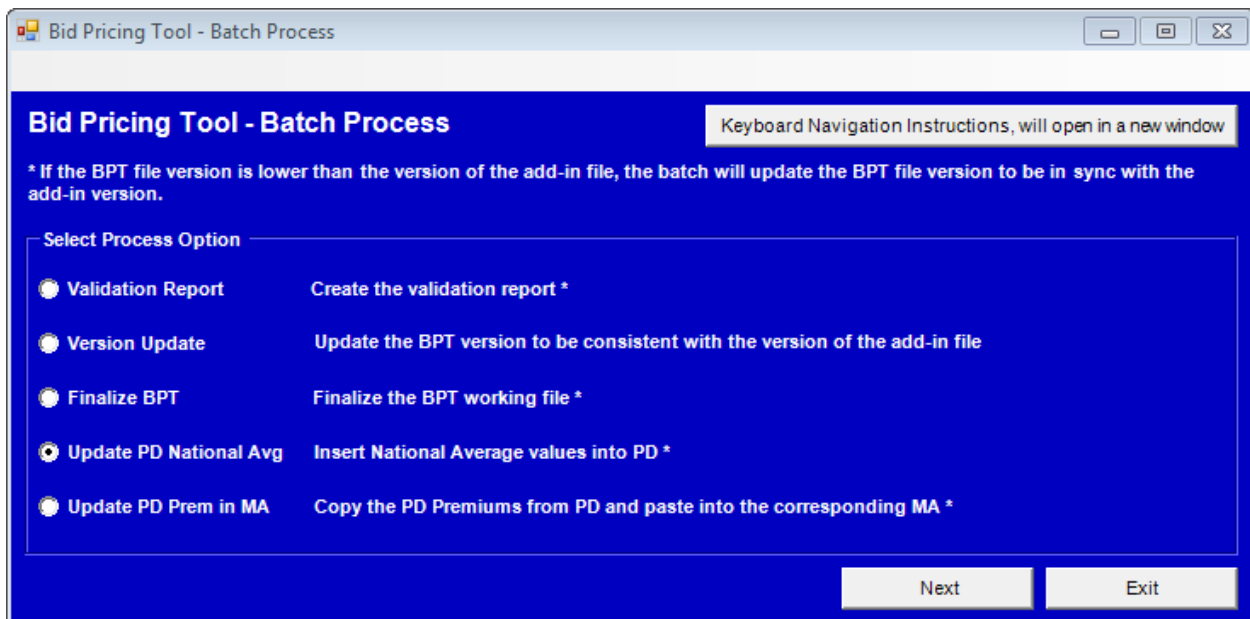 Bid Pricing Tool - Batch Process
Bid Pricing Tool - Batch Process
Keyboard Navigation Instructions, will open in a new window
* If the BPT file version is lower than the version of the add-in file, the batch will update the BPT file version to be in sync with the
add-in version.
Select Process Option
Validation Report Create the validation report *
Version Update Update the BPT version to be consistent with the version of the add-in file
Finalize BPT Finalize the BPT working file *
Update PD National Avg Insert National Average values into PD *
Update PD Prem in MA Copy the PD Premiums from PD and paste into the corresponding MA *
Next Exit